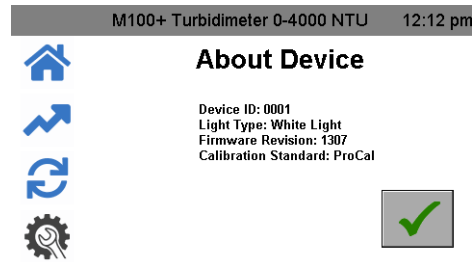 M100+ Turbidimeter 0-4000 NTU 12:12 pm
About Device
Device ID: 0001
Light Type: White Light
Firmware Revision: 1307
Calibration Standard: ProCal